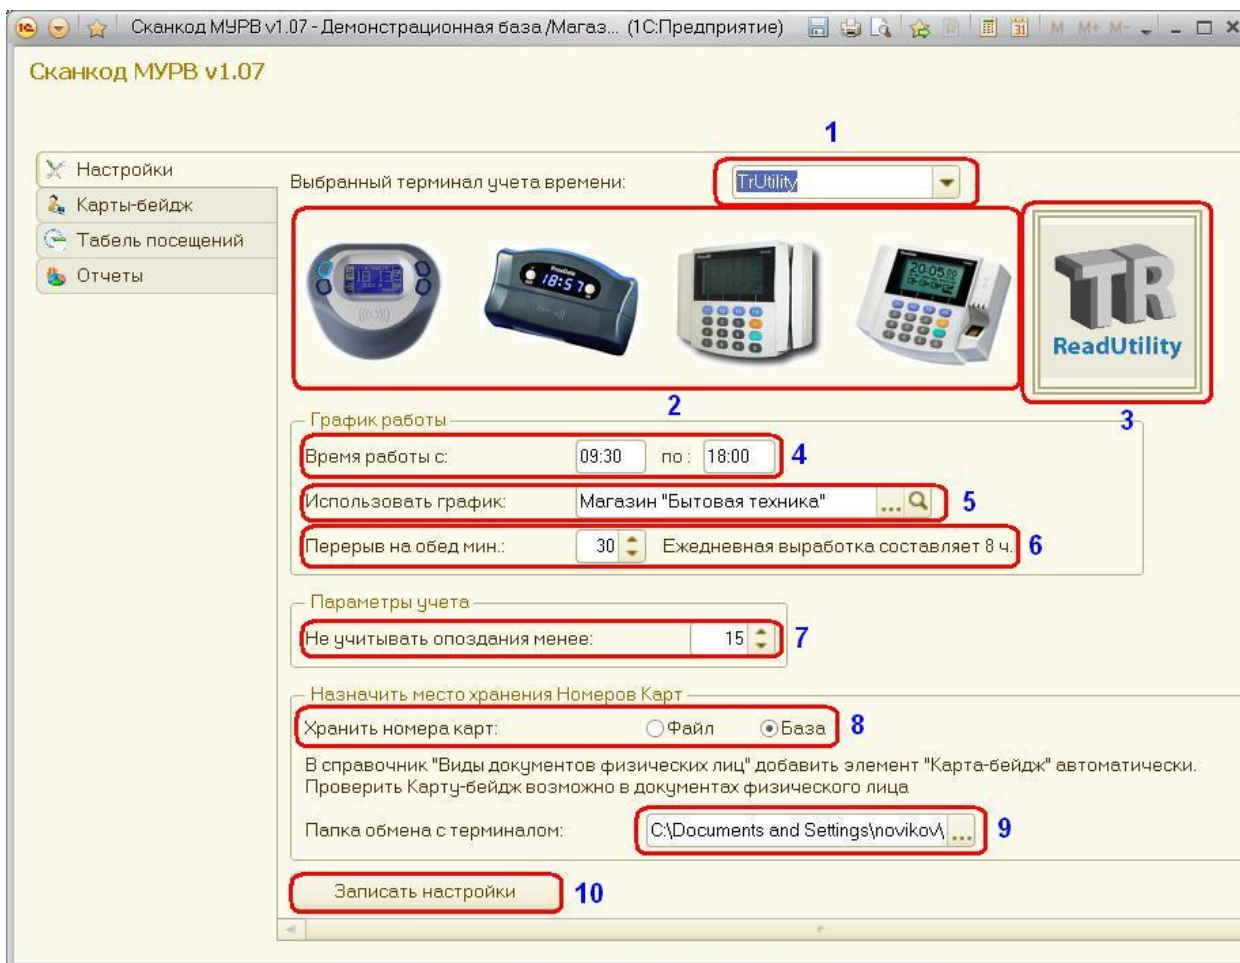 Сканкод МУРВ v1.07 - Демонстрационная база /Магаз... (1С:Предприятие)
M M+ M-
31
Сканкод МУРВ v1.07
1
Настройки
Выбранный терминал учета времени: TrUtility
Карты-бейдж
Табель посещений
Отчеты
18:57
20:05
TR
ReadUtility
2
3
График работы
Время работы с: 09:30 по: 18:00 4
Использовать график: Магазин "Бытовая техника" ... 5
Перерыв на обед мин.: 30 Ежедневная выработка составляет 8 ч. 6
Параметры учета
Не учитывать опоздания менее: 15 7
Назначить место хранения Номеров Карт
Хранить номера карт: Файл База 8
В справочник "Виды документов физических лиц" добавить элемент "Карта-бейдж" автоматически.
Проверить Карту-бейдж возможно в документах физического лица
Папка обмена с терминалом: C:\Documents and Settings\novikov\ ... 9
Записать настройки 10